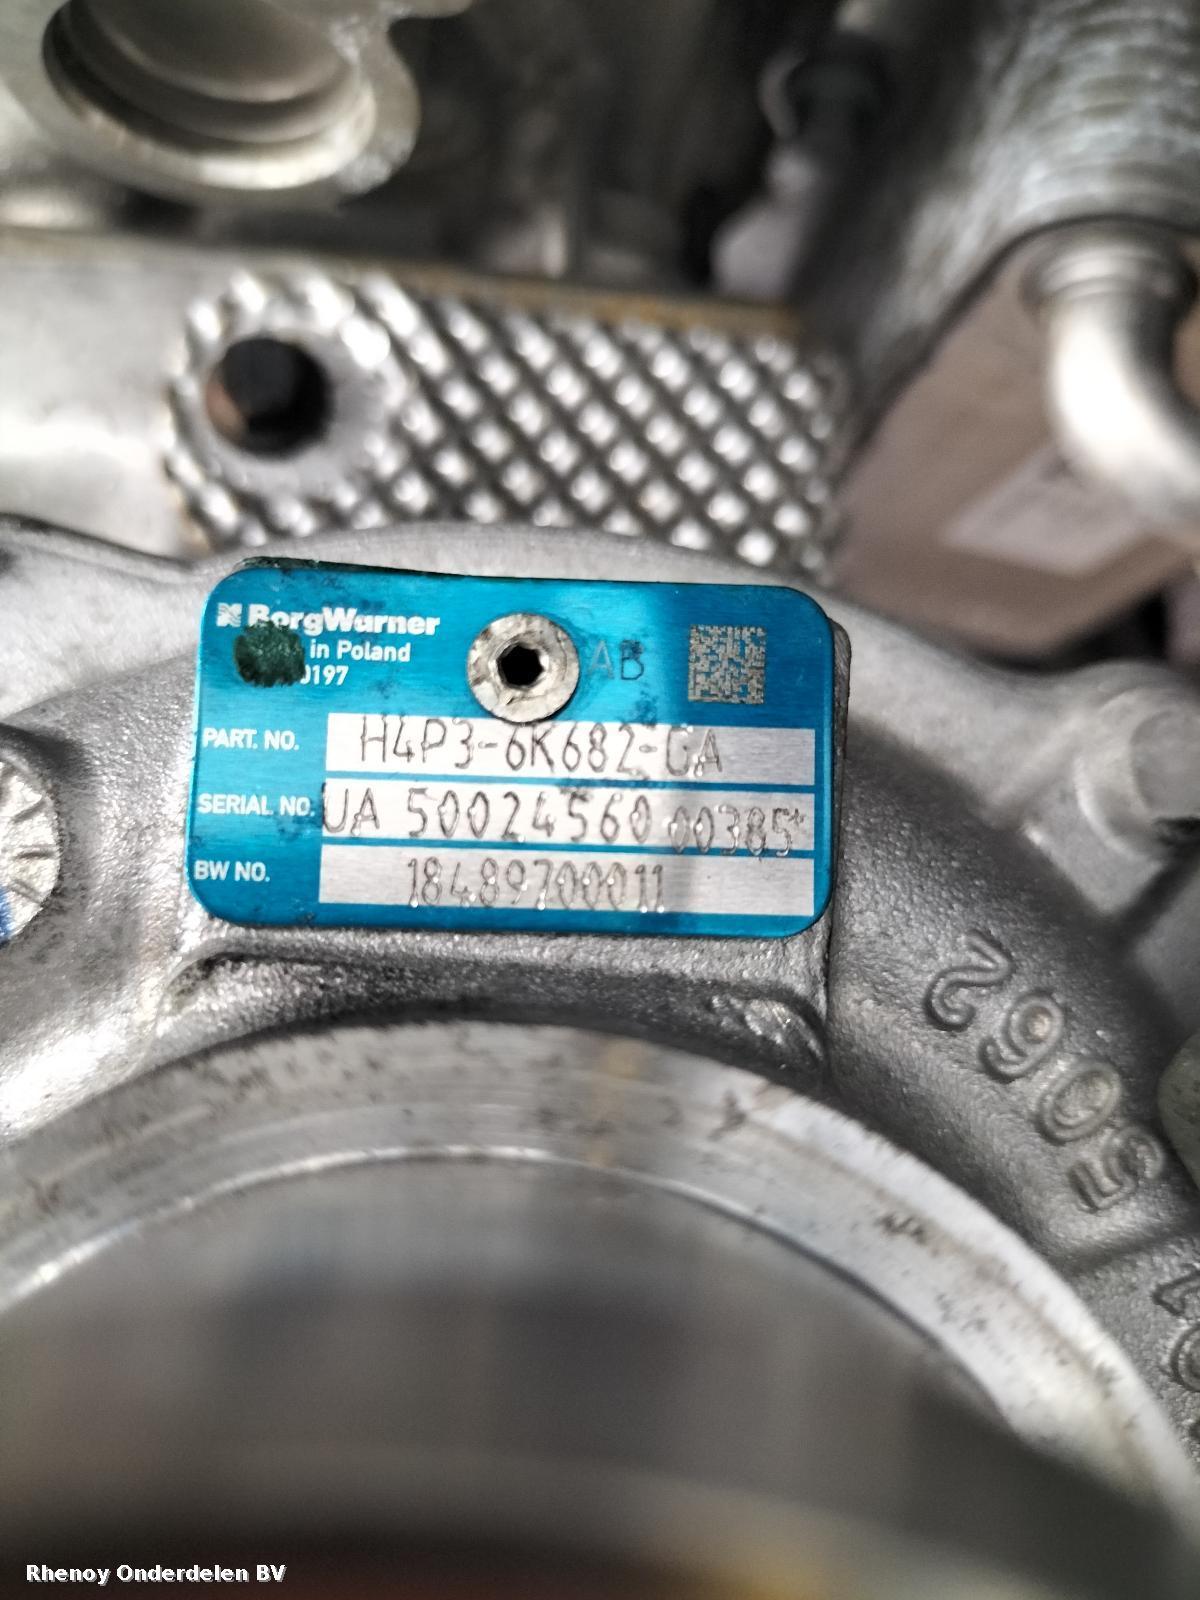 BorgWarner
in Poland
0197
AB
PART. NO. H4P3-6K682-GA
SERIAL NO. UA 50024560 00385*
BW NO. 18489700011
5062
Rhenoy Onderdelen BV